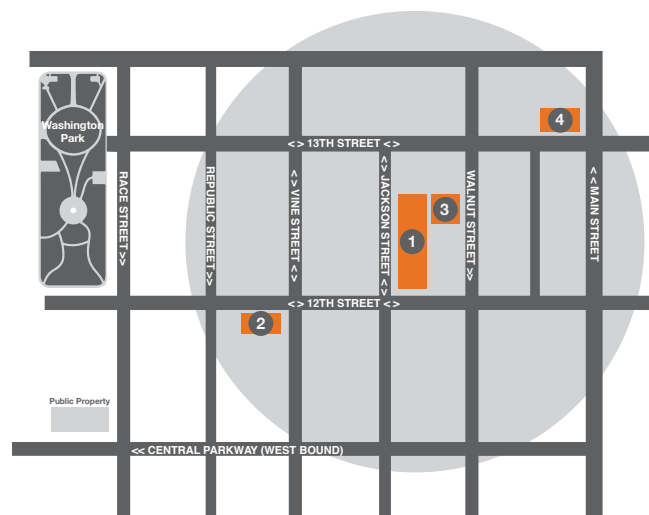 Washington
Park
4
< > 13TH STREET < >
RACE STREET >>
REPUBLIC STREET >>
< > VINE STREET < >
<> JACKSON STREET <>
WALNUT STREET >>
< < MAIN STREET
3
1
< > 12TH STREET < >
2
Public Property
<< CENTRAL PARKWAY (WEST BOUND)